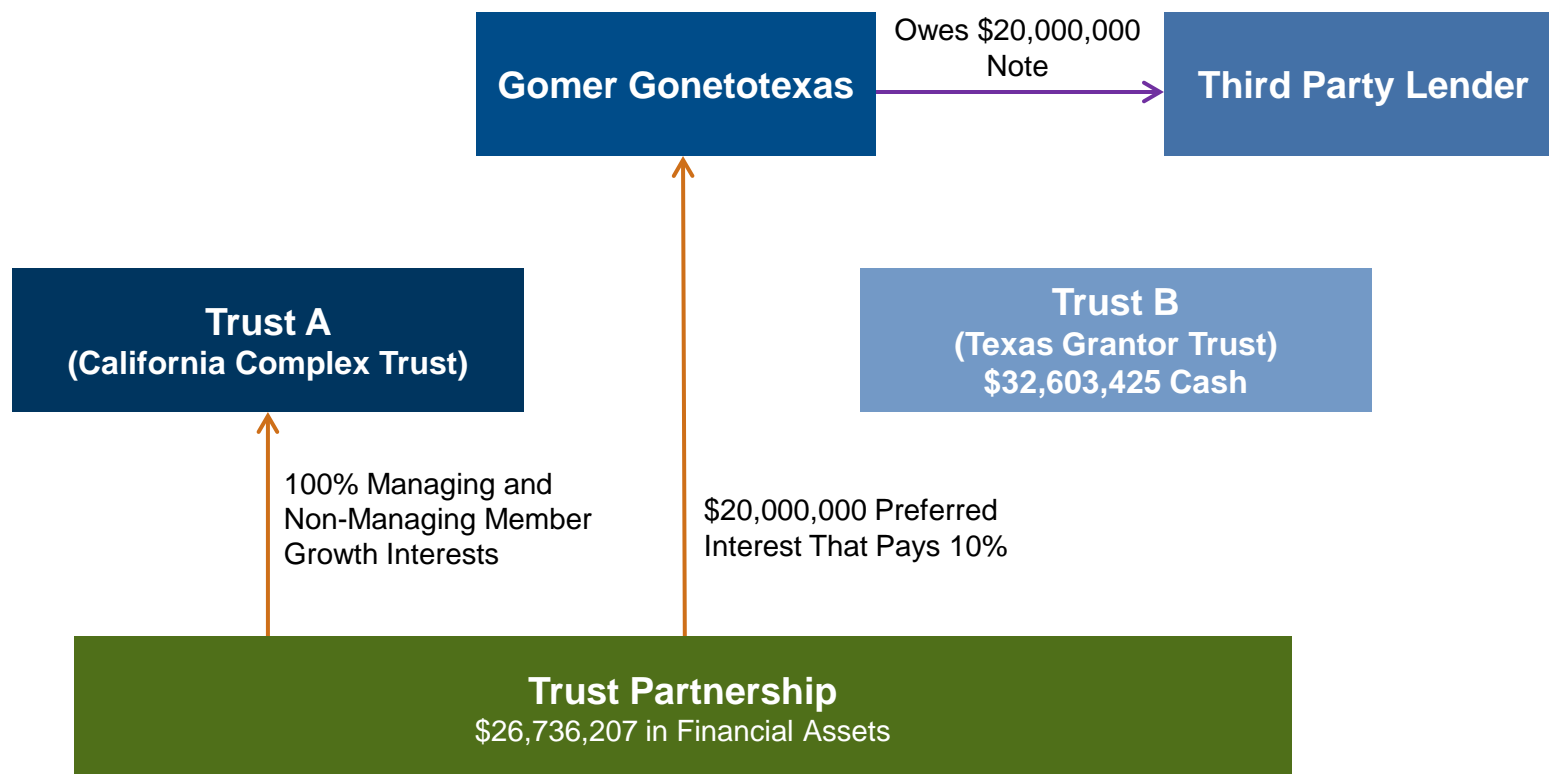 Gomer Gonetotexas
Owes $20,000,000
Note
Third Party Lender
Trust A
(California Complex Trust)
Trust B
(Texas Grantor Trust)
$32,603,425 Cash
100% Managing and
Non-Managing Member
Growth Interests
$20,000,000 Preferred
Interest That Pays 10%
Trust Partnership
$26,736,207 in Financial Assets